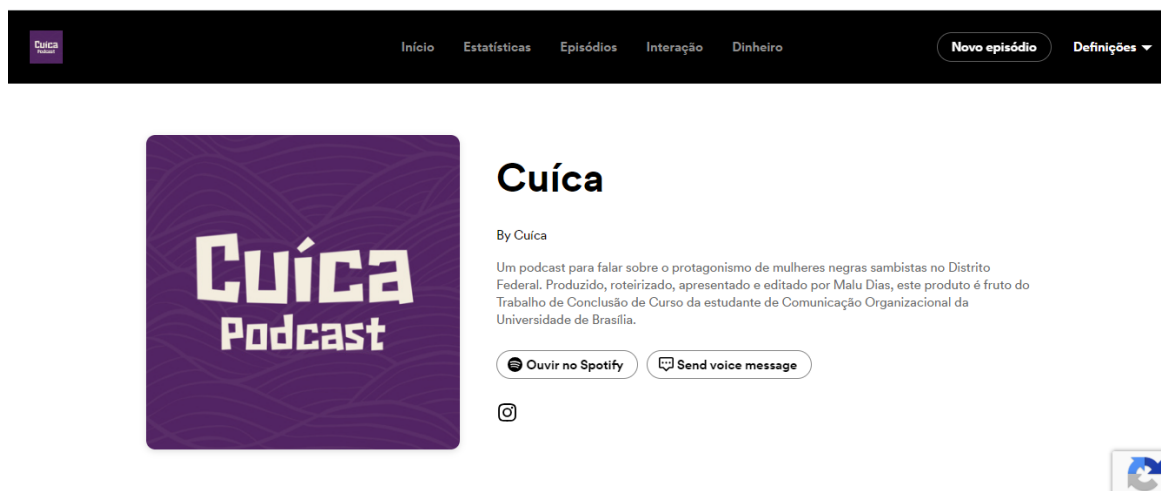 Cuíca
Podcast
Início
Estatísticas
Episódios
Interação
Dinheiro
Novo episódio
Definições
Cuíca
Podcast
Cuíca
By Cuíca
Um podcast para falar sobre o protagonismo de mulheres negras sambistas no Distrito
Federal. Produzido, roteirizado, apresentado e editado por Malu Dias, este produto é fruto do
Trabalho de Conclusão de Curso da estudante de Comunicação Organizacional da
Universidade de Brasília.
Ouvir no Spotify
Send voice message